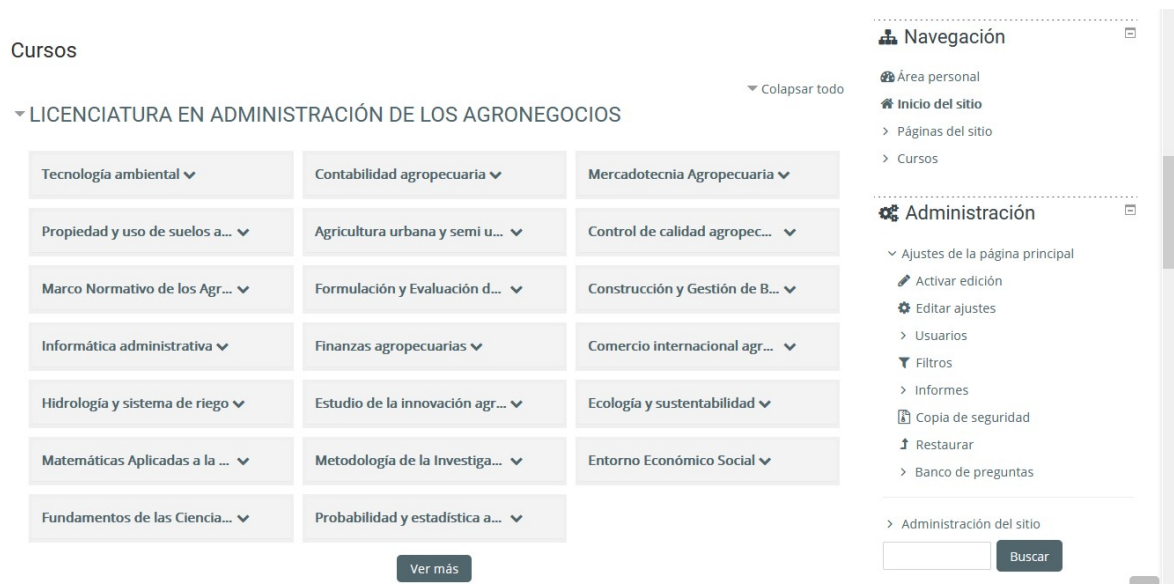 Cursos
Colapsar todo
LICENCIATURA EN ADMINISTRACIÓN DE LOS AGRONEGOCIOS
Tecnología ambiental
Contabilidad agropecuaria
Mercadotecnia Agropecuaria
Propiedad y uso de suelos a...
Agricultura urbana y semi u...
Control de calidad agropec...
Marco Normativo de los Agr...
Formulación y Evaluación d...
Construcción y Gestión de B...
Informática administrativa
Finanzas agropecuarias
Comercio internacional agr...
Hidrología y sistema de riego
Estudio de la innovación agr...
Ecología y sustentabilidad
Matemáticas Aplicadas a la ...
Metodología de la Investiga...
Entorno Económico Social
Fundamentos de las Ciencia...
Probabilidad y estadística a...
Ver más
Navegación
Área personal
Inicio del sitio
Páginas del sitio
Cursos
Administración
Ajustes de la página principal
Activar edición
Editar ajustes
Usuarios
Filtros
Informes
Copia de seguridad
Restaurar
Banco de preguntas
Administración del sitio
Buscar